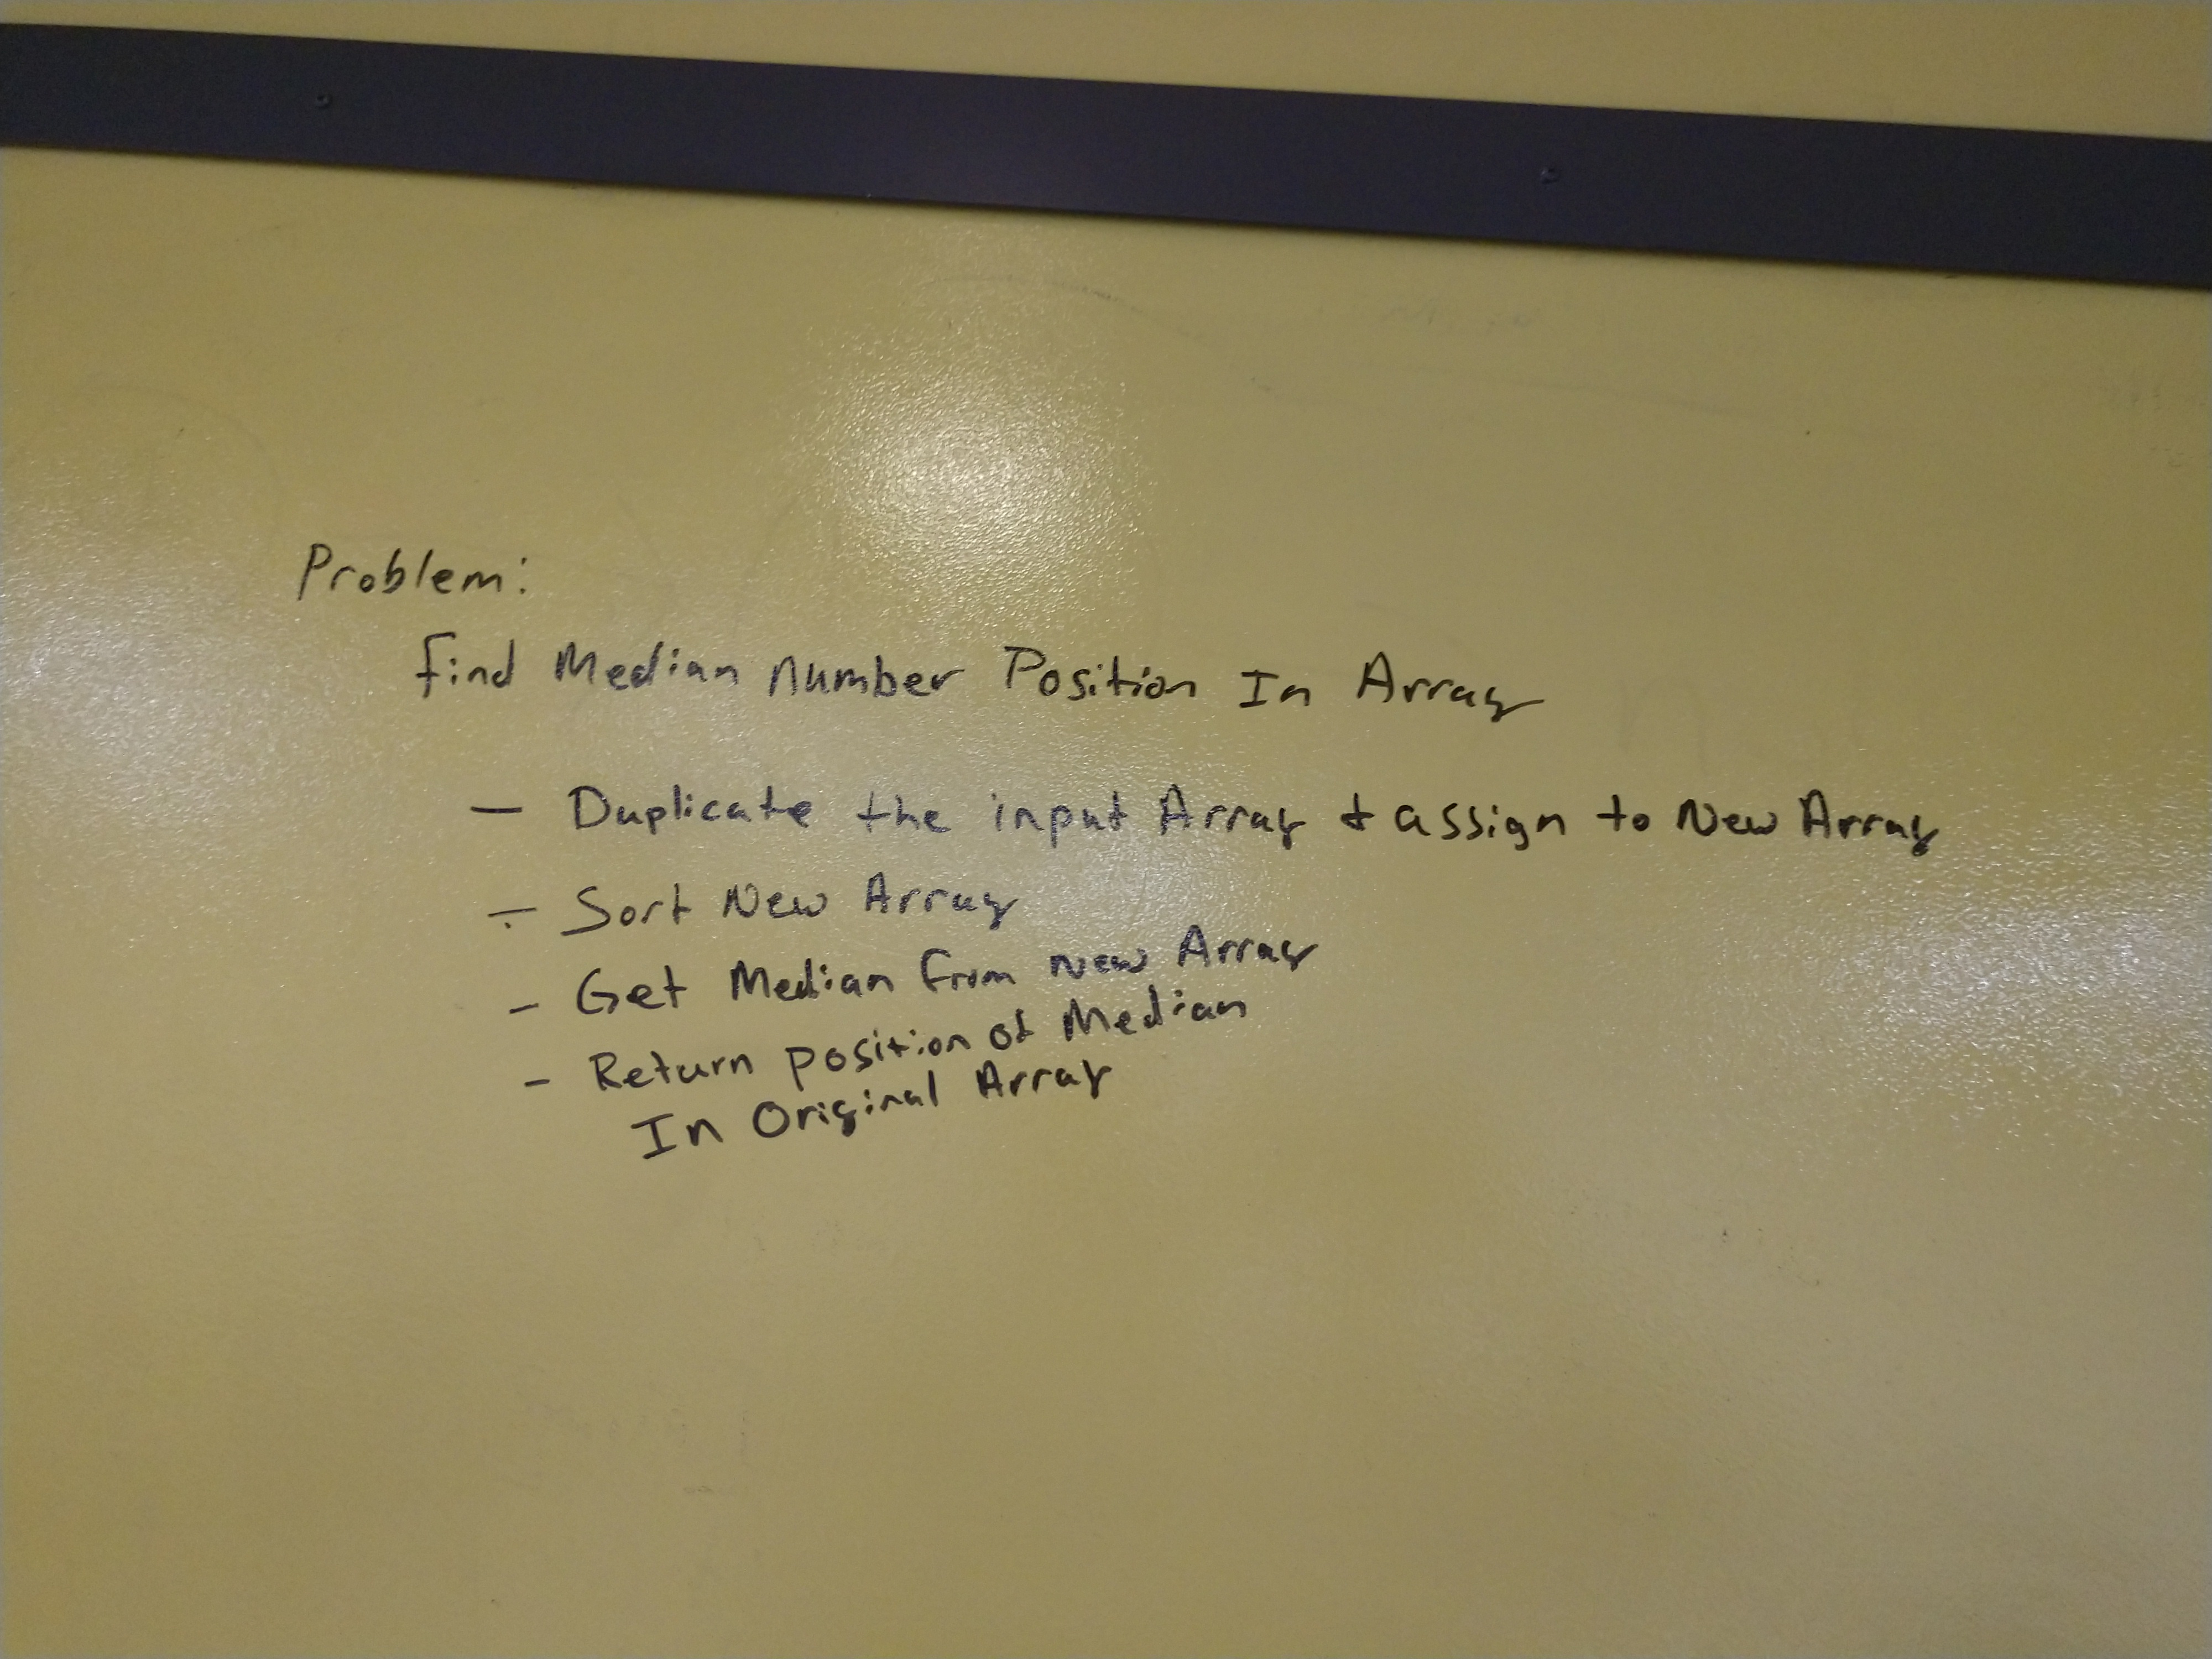 Problem:
Find Median Number Position In Array
- Duplicate the input Array & assign to New Array
- Sort New Array
- Get Median from New Array
- Return position of Median
In Original Array